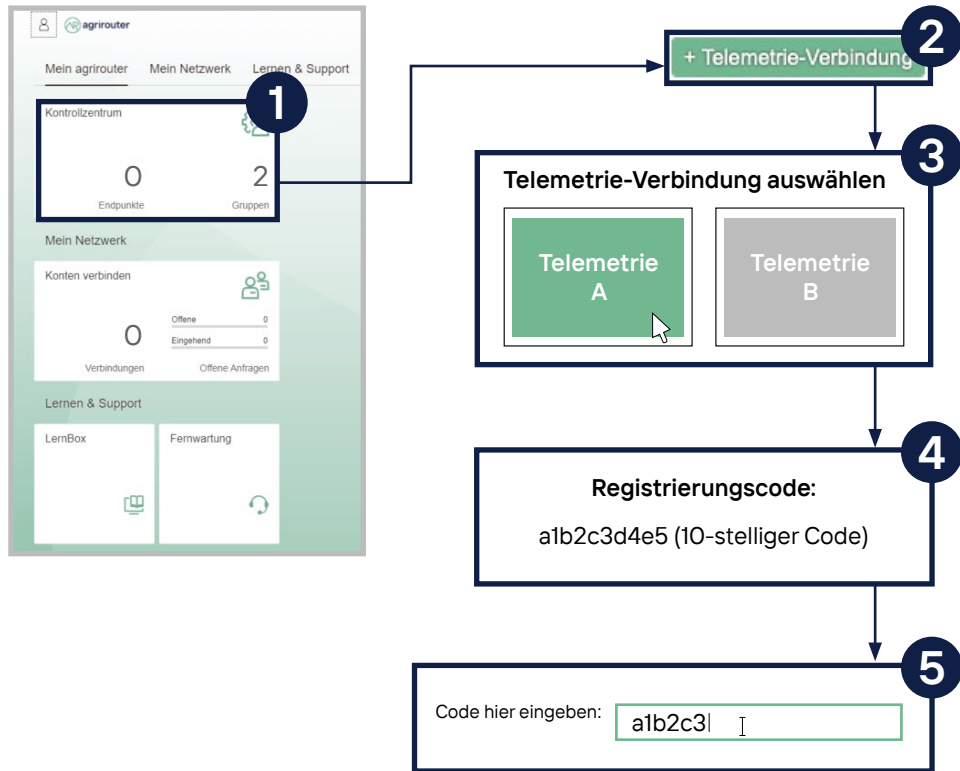 agrirouter
Mein agrirouter Mein Netzwerk Lernen & Support
1
Kontrollzentrum
0 2
Endpunkte Gruppen
Mein Netzwerk
Konten verbinden
Offene 0
0
Eingehend 0
Verbindungen Offene Anfragen
Lernen & Support
LernBox Fernwartung
2
+ Telemetrie-Verbindung
3
Telemetrie-Verbindung auswählen
Telemetrie
A
Telemetrie
B
4
Registrierungscode:
a1b2c3d4e5 (10-stelliger Code)
5
Code hier eingeben: a1b2c3